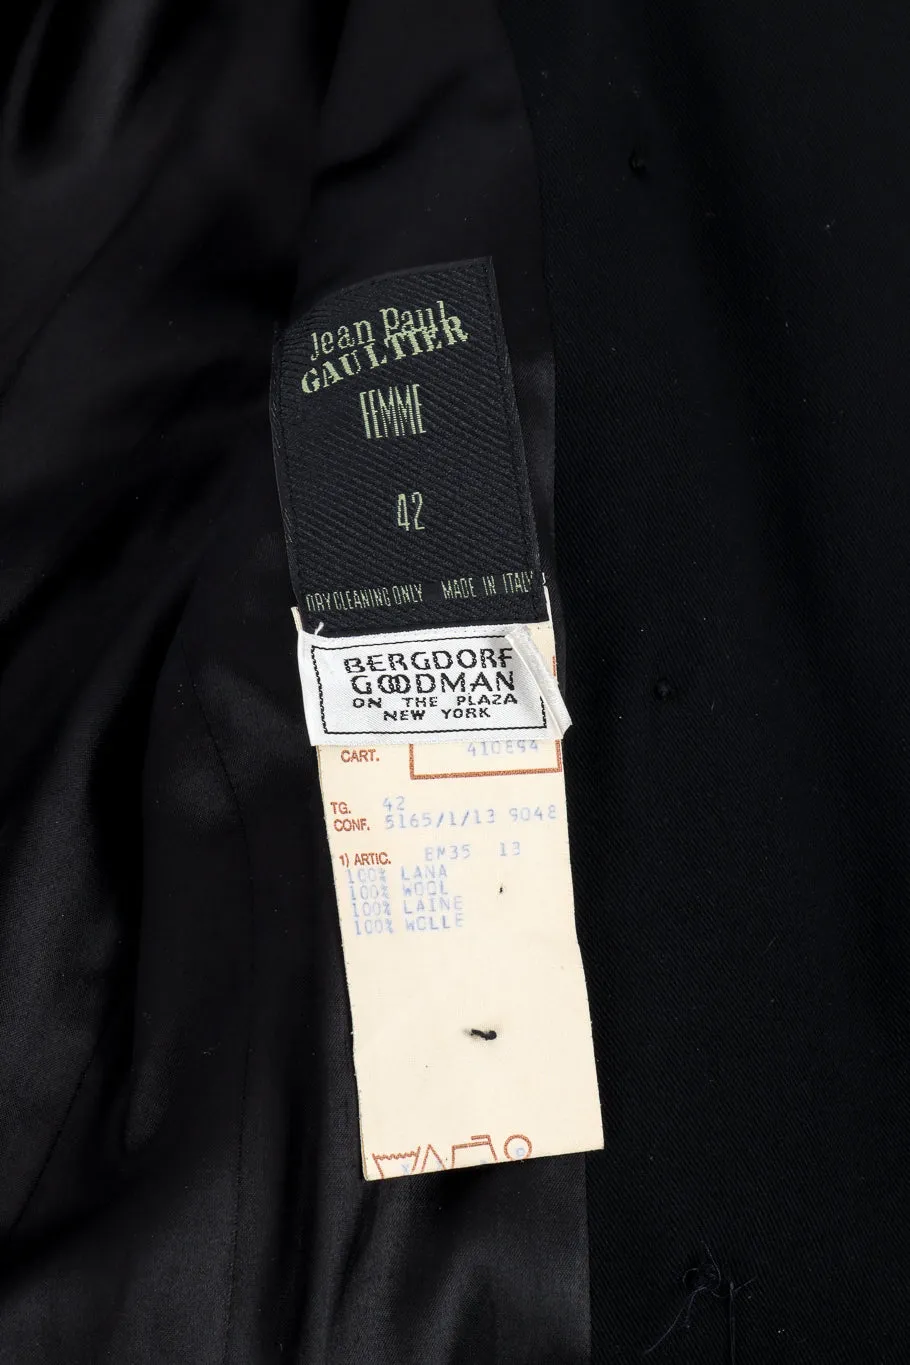 Jean Paul
GAULTIER
FEMME
42
DRY CLEANING ONLY MADE IN ITALY
BERGDORF
GOODMAN
ON THE PLAZA
NEW YORK
CART. 410894
TG. 42
CONF. 5165/1/13 9048
1) ARTIC. EM35 13
100% LANA
100% WOOL
100% LAINE
100% WOLLE